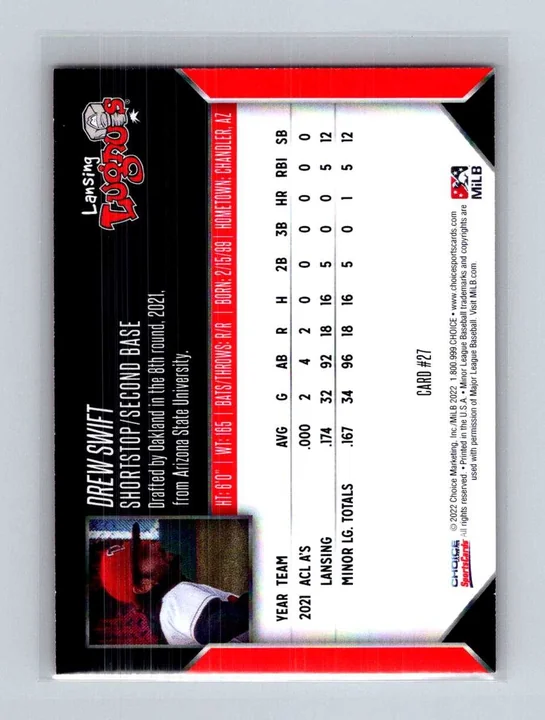 Lansing
Lugnuts
DREW SWIFT
SHORTSTOP/SECOND BASE
Drafted by Oakland in the 8th round, 2021,
from Arizona State University.
HT: 6'0" | WT: 165 | BATS/THROWS: R/R | BORN: 2/15/99 | HOMETOWN: CHANDLER, AZ
YEAR TEAM AVG G AB R H 2B 3B HR RBI SB
2021 ACL A'S .000 2 4 2 0 0 0 0 0 0
LANSING .174 32 92 18 16 5 0 0 5 12
MINOR LG. TOTALS .167 34 96 18 16 5 0 1 5 12
CARD #27
CHOICE
SportsCards
© 2022 Choice Marketing, Inc./MiLB 2022 1.800.999.CHOICE • www.choicesportscards.com
All rights reserved. • Printed in the U.S.A. • Minor League Baseball trademarks and copyrights are
used with permission of Major League Baseball. Visit MiLB.com.
MiLB